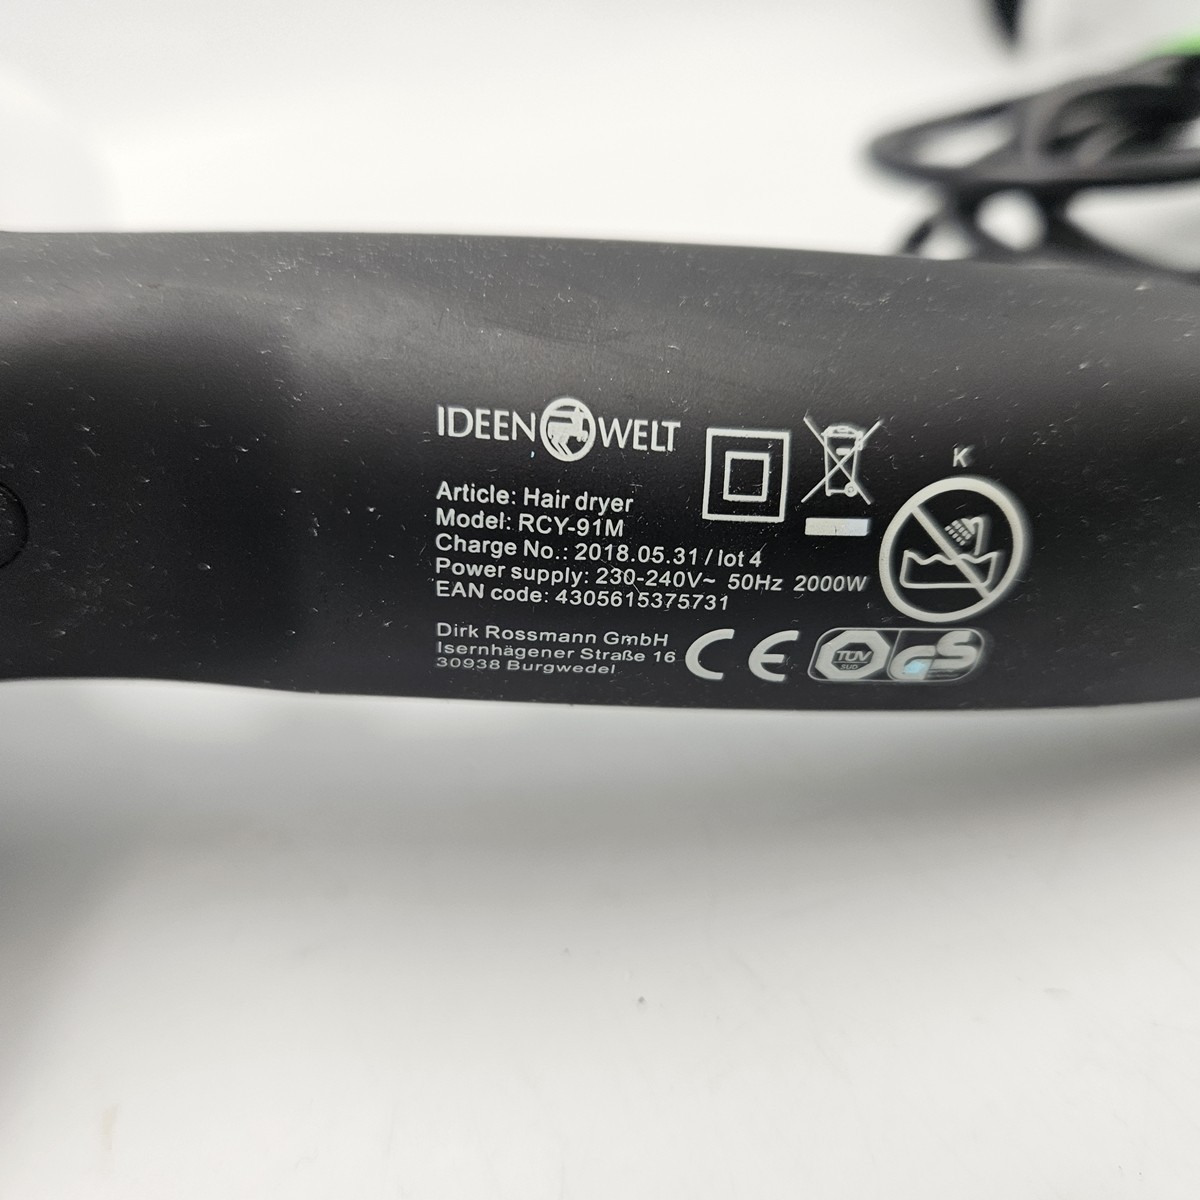 IDEEN WELT
Article: Hair dryer
Model: RCY-91M
Charge No.: 2018.05.31 / lot 4
Power supply: 230-240V~ 50Hz 2000W
EAN code: 4305615375731
Dirk Rossmann GmbH
Isernhägener Straße 16
30938 Burgwedel
K
CE
TÜV
SÜD
GS